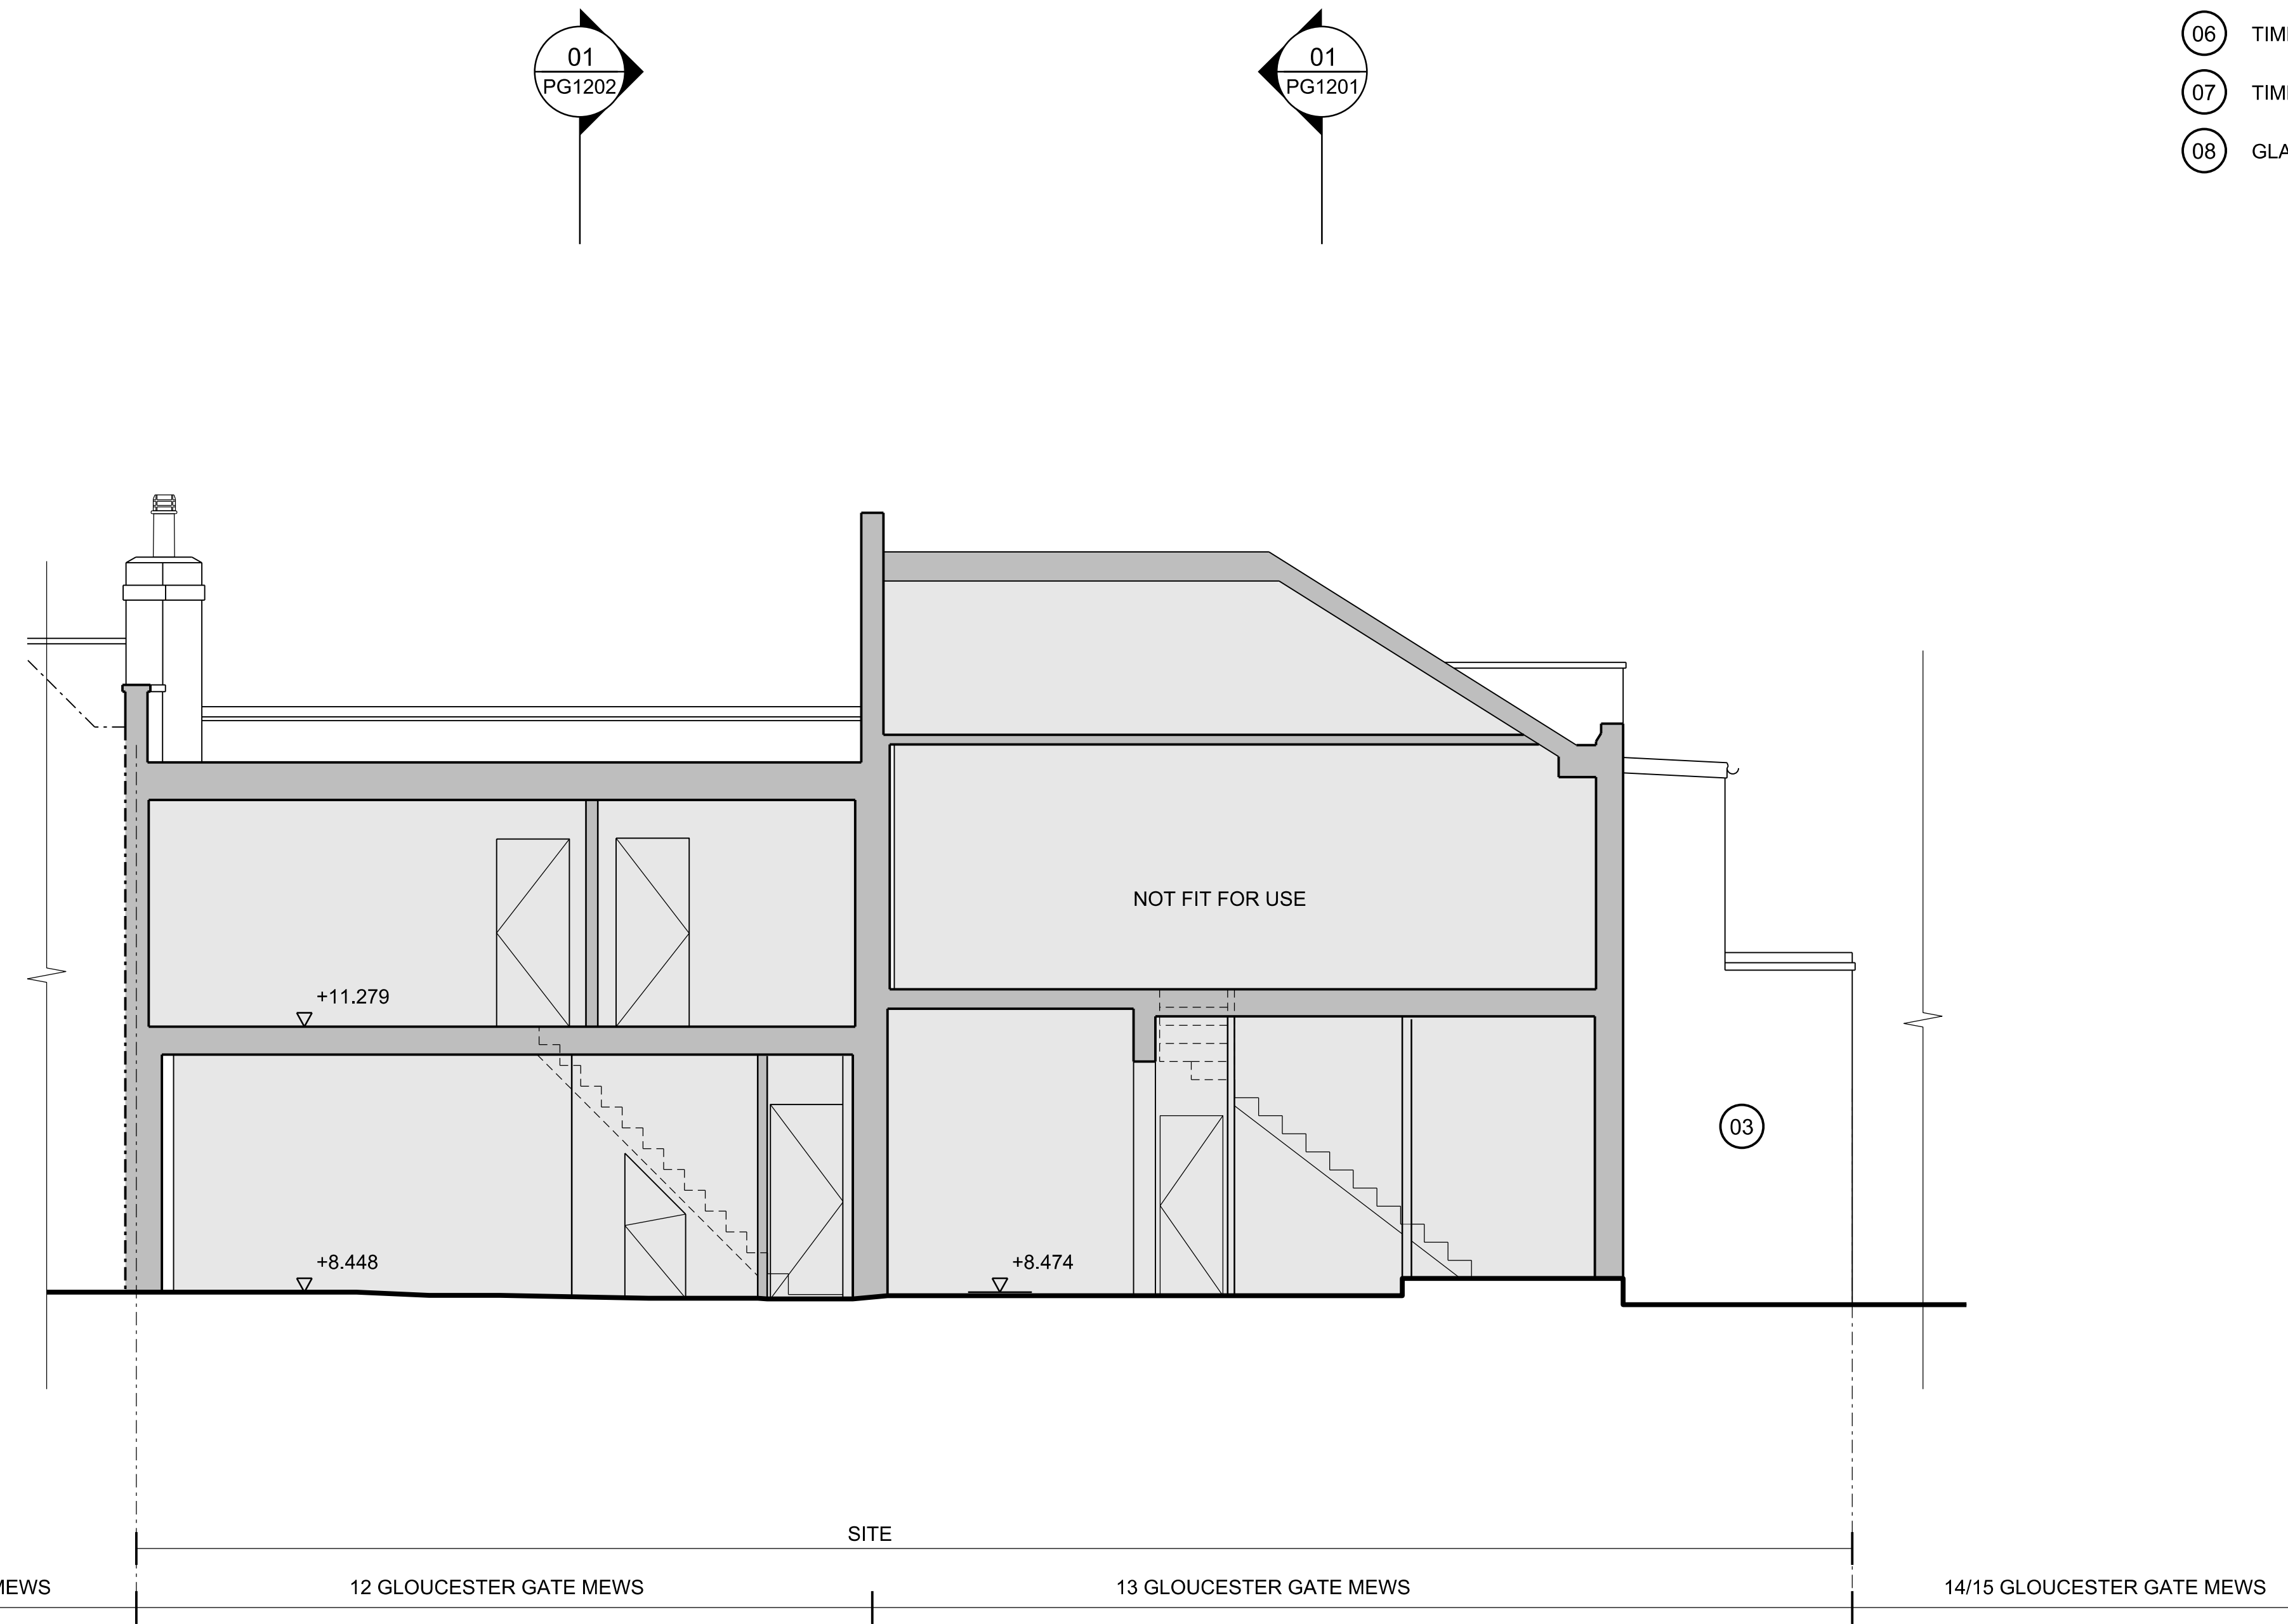 01
PG1202
01
PG1201
06 TIM
07 TIM
08 GLA
NOT FIT FOR USE
+11.279
03
+8.448
+8.474
SITE
MEWS
12 GLOUCESTER GATE MEWS
13 GLOUCESTER GATE MEWS
14/15 GLOUCESTER GATE MEWS